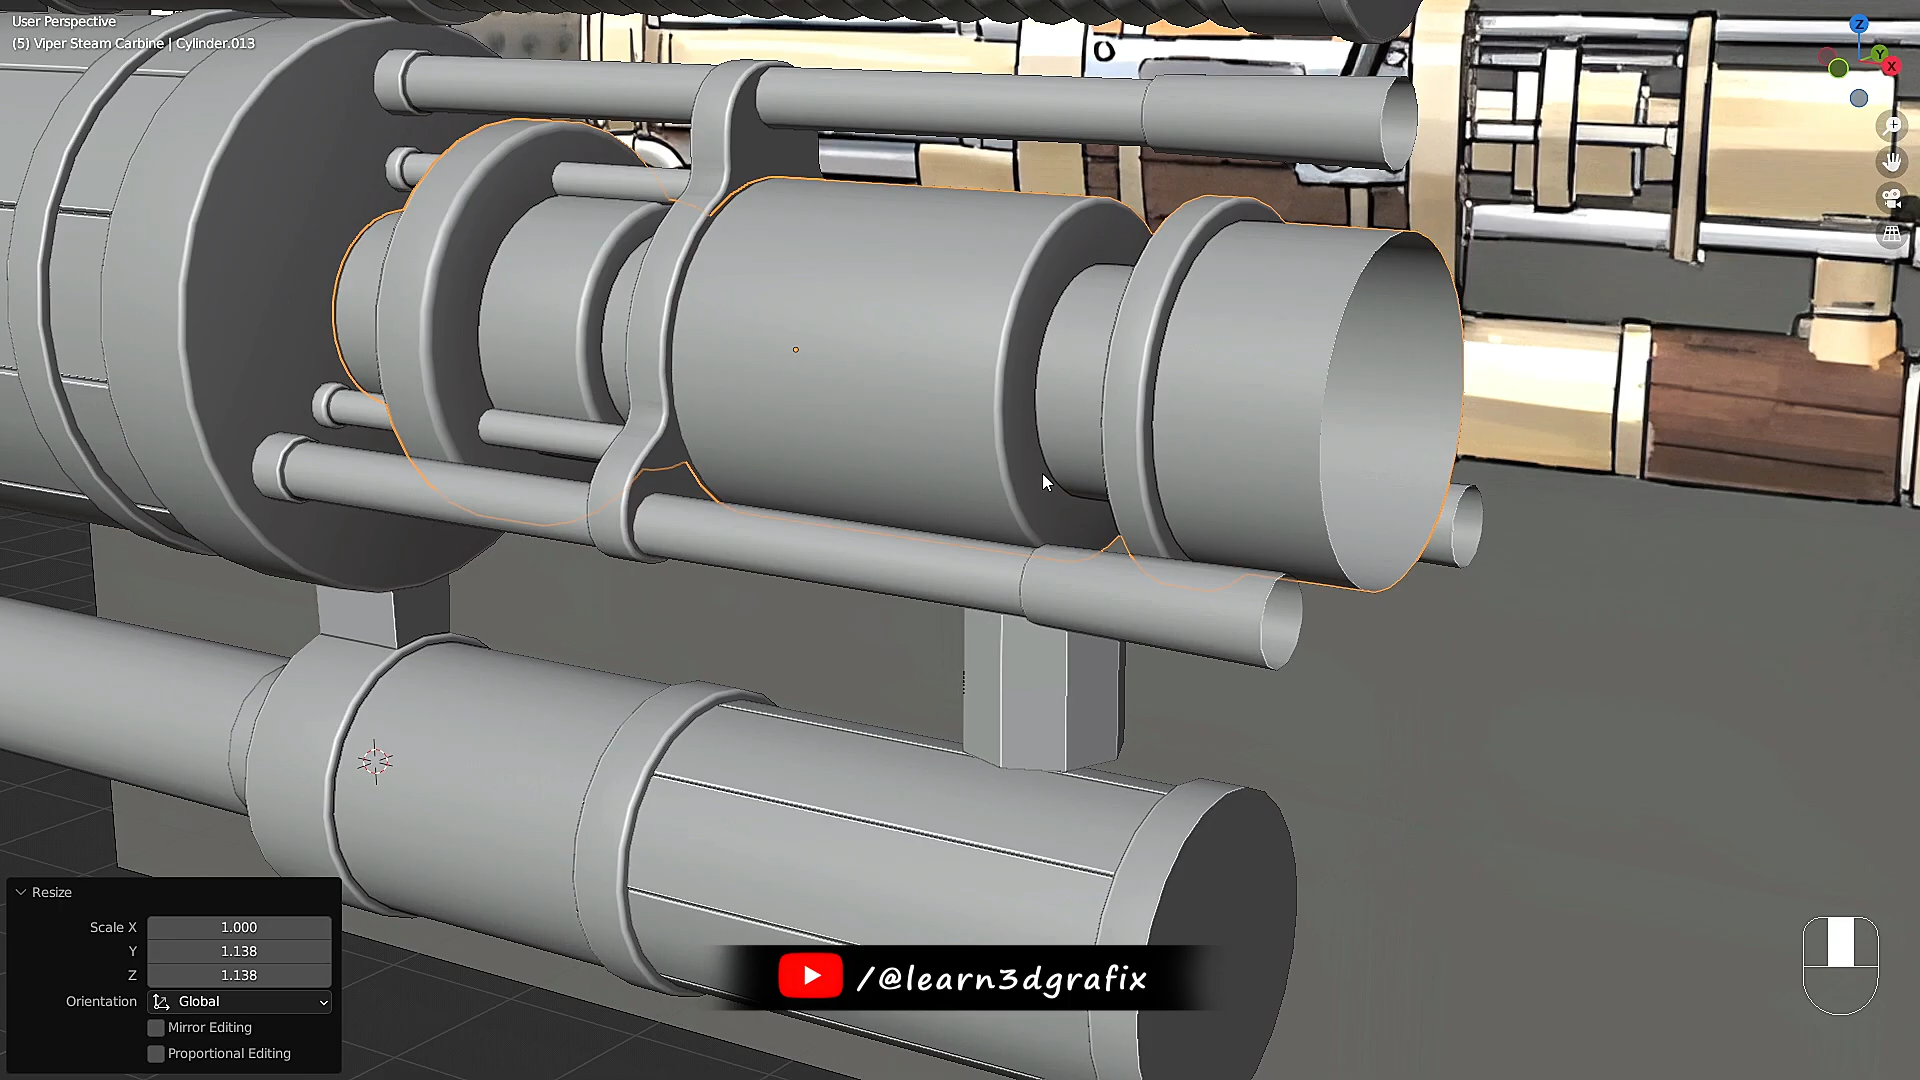 User Perspective
(5) Viper Steam Carbine | Cylinder.013
Z
Y
X
Resize
Scale X 1.000
Y 1.138
Z 1.138
Orientation Global
Mirror Editing
Proportional Editing
/@learn3dgrafix